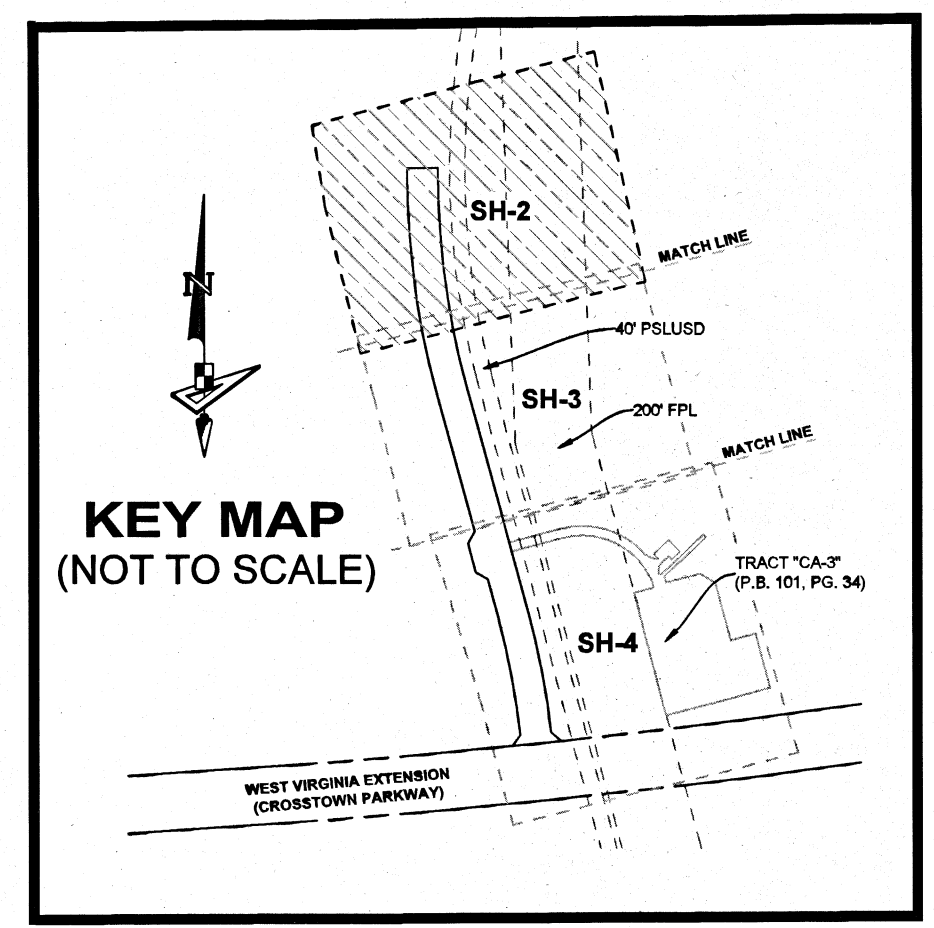 SH-2
MATCH LINE
N
40' PSLUSD
SH-3
200' FPL
MATCH LINE
KEY MAP
(NOT TO SCALE)
TRACT "CA-3"
(P.B. 101, PG. 34)
SH-4
WEST VIRGINIA EXTENSION
(CROSSTOWN PARKWAY)